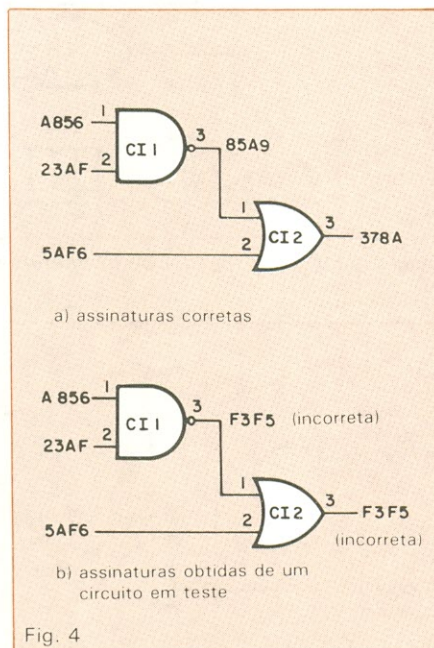 1
A856
CI1
3
85A9
2
23AF
1
CI2
3
378A
2
5AF6
a) assinaturas corretas
1
A856
CI1
3
F3F5 (incorreta)
2
23AF
1
CI2
3
F3F5
2
5AF6
(incorreta)
b) assinaturas obtidas de um
circuito em teste
Fig. 4